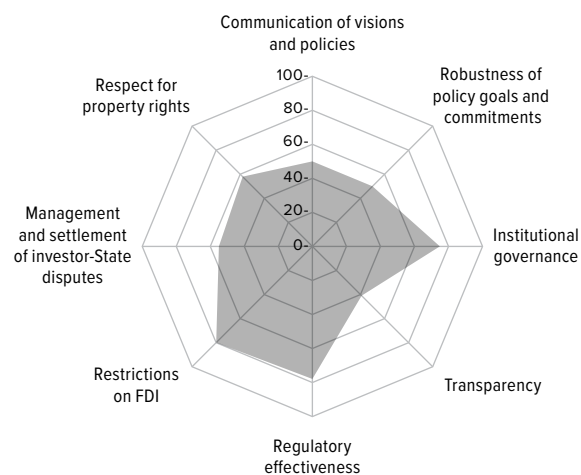 Communication of visions
and policies
Robustness of
policy goals and
commitments
Institutional
governance
Transparency
Regulatory
effectiveness
Restrictions
on FDI
Management
and settlement
of investor-State
disputes
Respect for
property rights
100-
80-
60-
40-
20-
0-